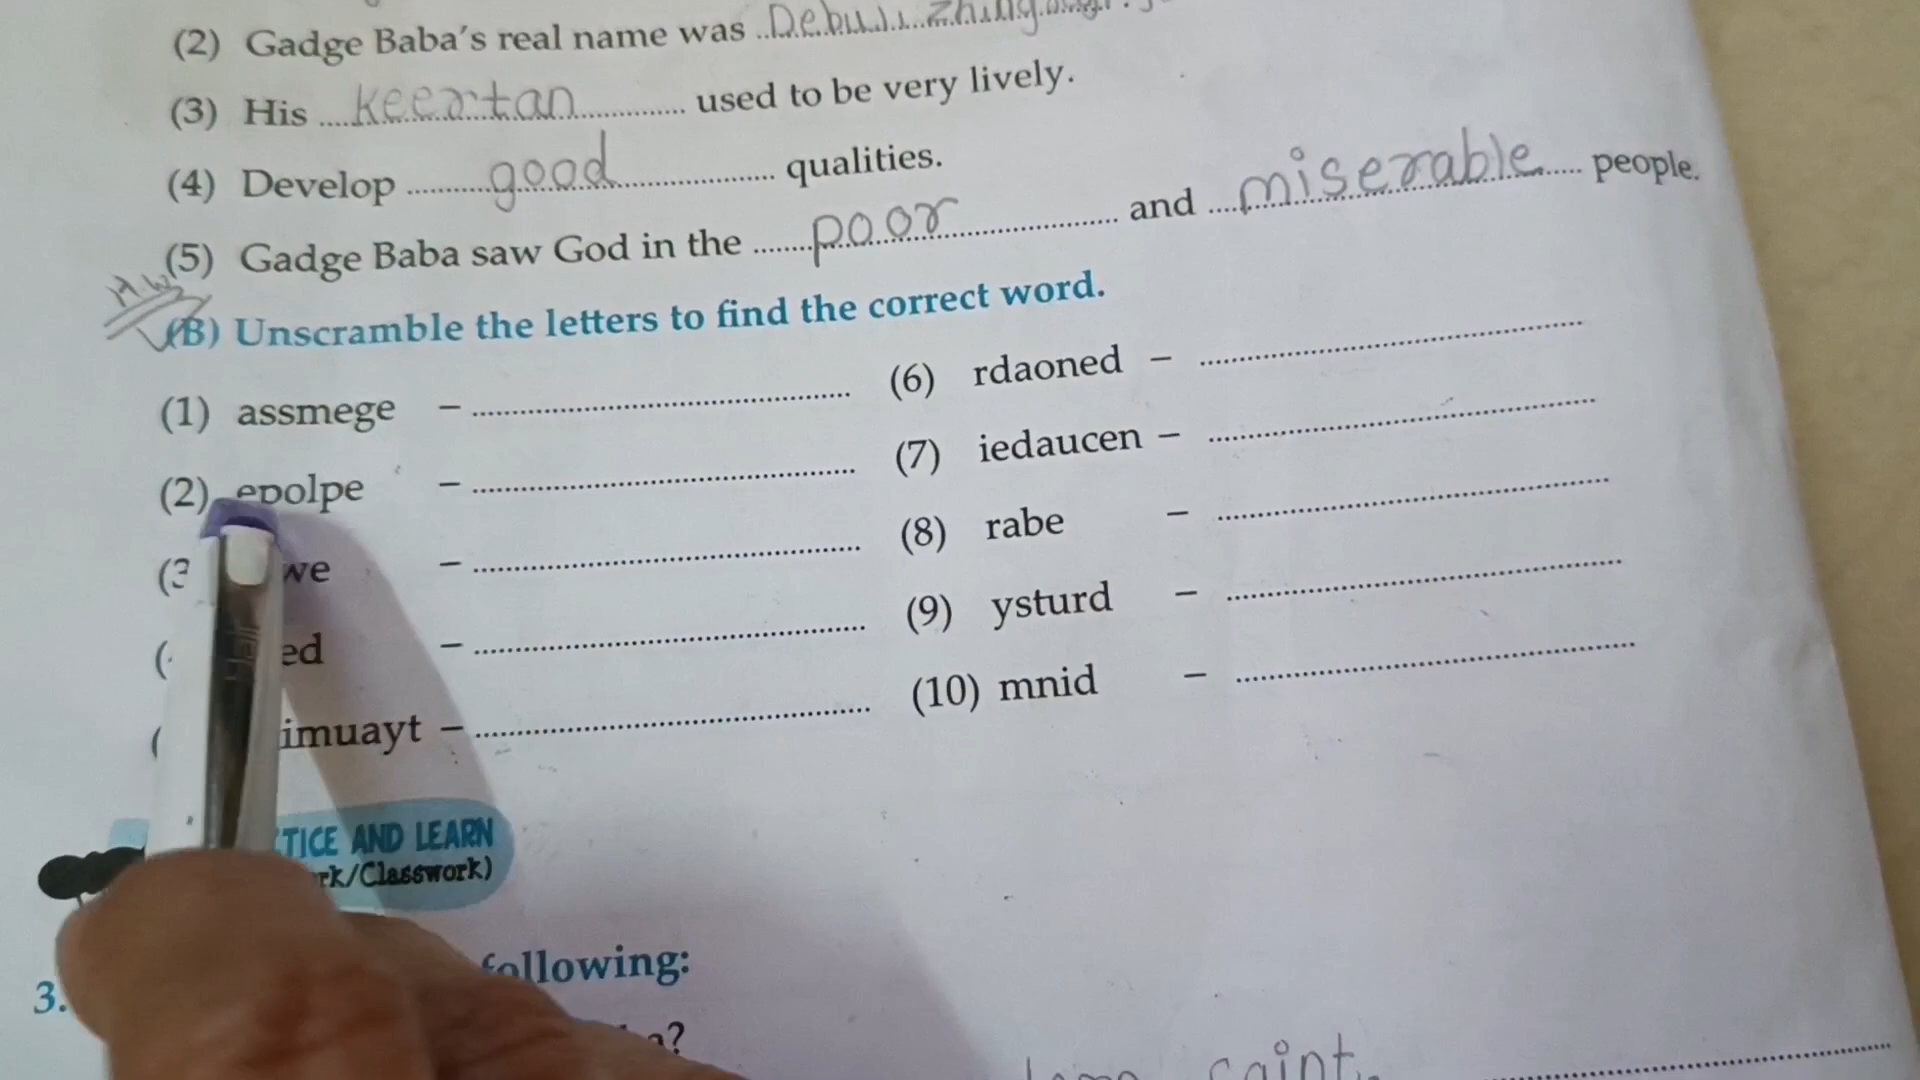 (2) Gadge Baba's real name was
(3) His keertan used to be very lively.
(4) Develop good qualities.
(5) Gadge Baba saw God in the poor and miserable people.
H.W
(B) Unscramble the letters to find the correct word.
(1) assmege –
(2) epolpe –
we –
ed –
imuayt –
(6) rdaoned –
(7) iedaucen –
(8) rabe –
(9) ysturd –
(10) mnid –
TICE AND LEARN
rk/Classwork)
3. following:
?
saint.